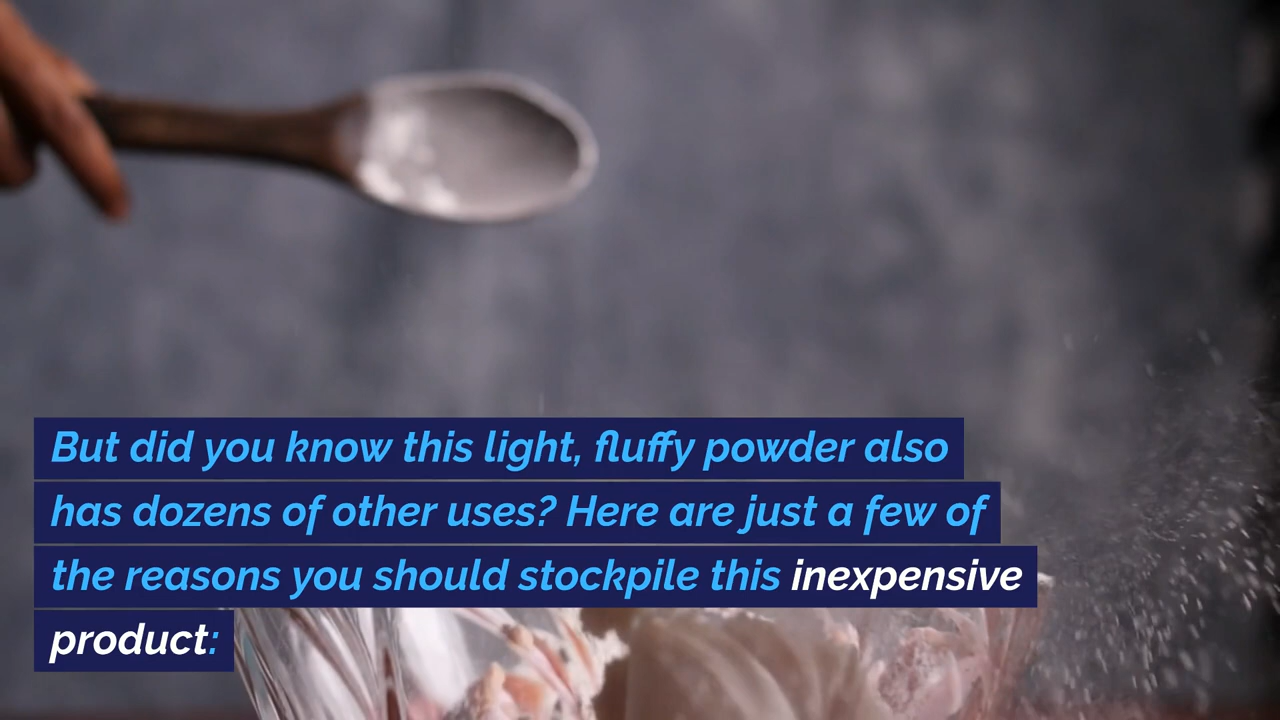 But did you know this light, fluffy powder also
has dozens of other uses? Here are just a few of
the reasons you should stockpile this inexpensive
product: